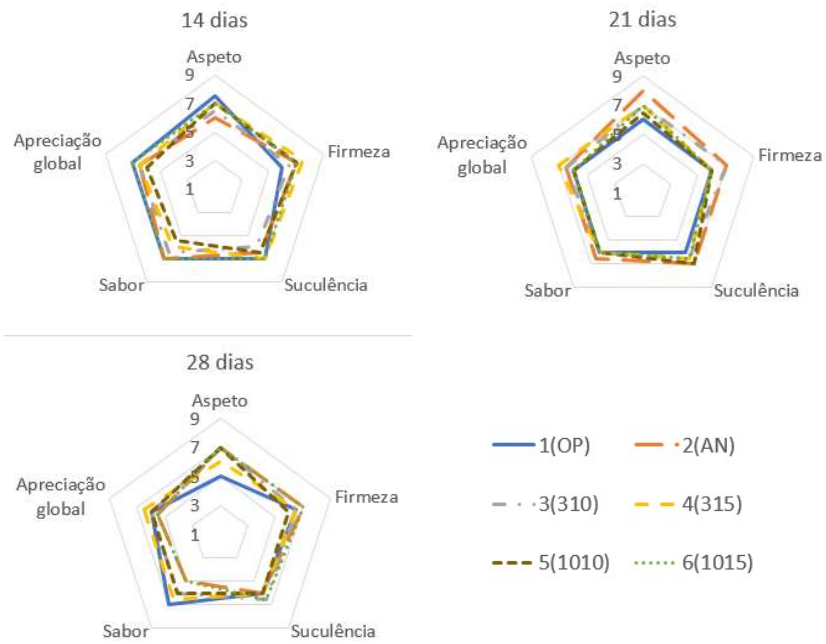 14 dias
Aspeto
9
7
5
3
1
Firmeza
Suculência
Sabor
Apreciação
global
21 dias
Aspeto
9
7
5
3
1
Firmeza
Suculência
Sabor
Apreciação
global
28 dias
Aspeto
9
7
5
3
1
Firmeza
Suculência
Sabor
Apreciação
global
1(OP) 2(AN)
3(310) 4(315)
5(1010) 6(1015)